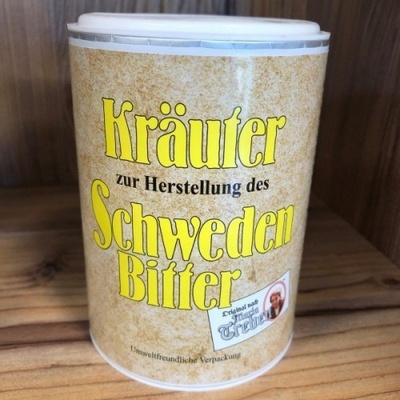 Kräuter
zur Herstellung des
Schweden
Bitter
Original nach
Maria
Treben
Umweltfreundliche Verpackung